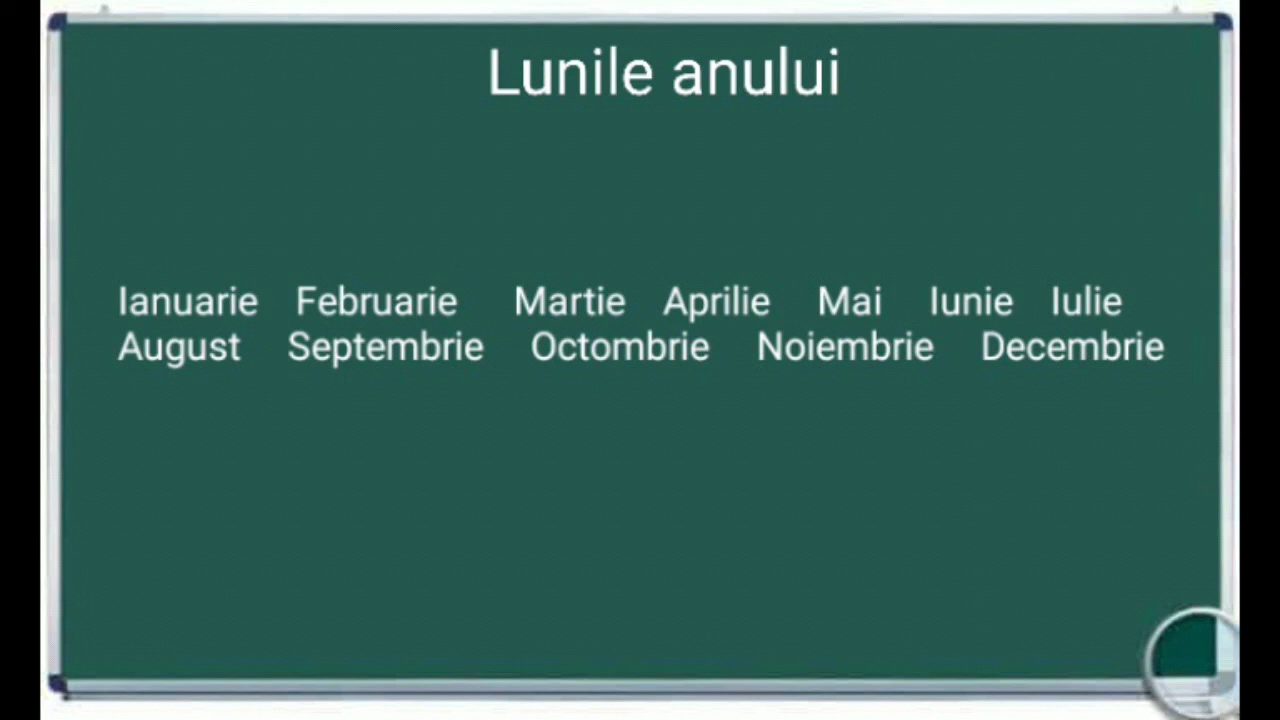 Lunile anului
Ianuarie Februarie Martie Aprilie Mai Iunie Iulie
August Septembrie Octombrie Noiembrie Decembrie